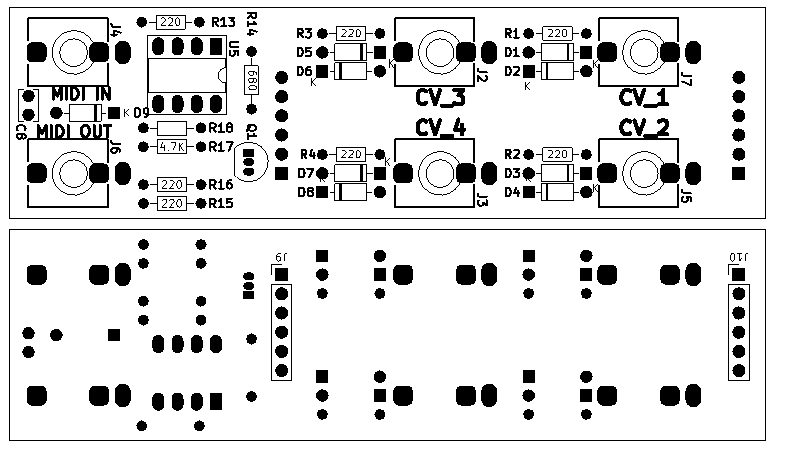 J4
220 R13
R14
U5
680
MIDI IN
C8
K D9
MIDI OUT
R18
4.7K R17
Q1
J6
220 R16
220 R15
R3 220
D5
D6
K
K
J2
CV_3
CV_4
R4 220
K
D7
D8
K
J3
R1 220
D1
D2
K
K
J7
CV_1
CV_2
R2 220
D3
K
D4
K
J5
J9
J10